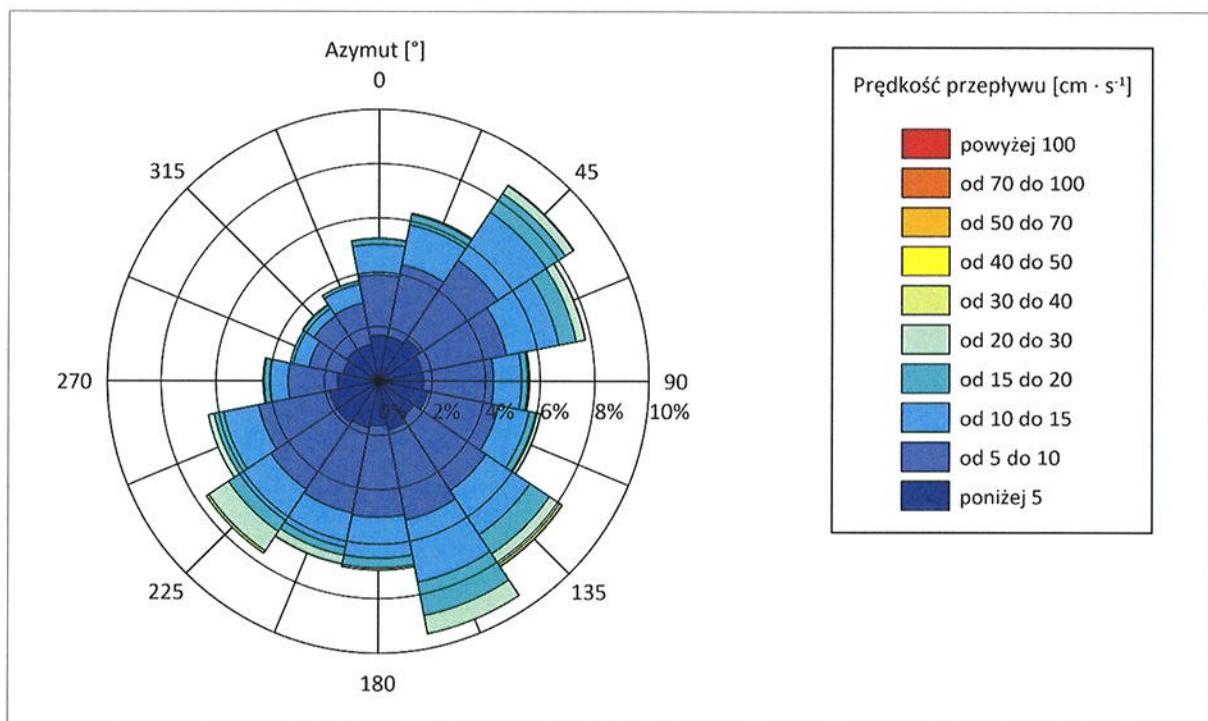 Azymut [°]
0
45
90
135
180
225
270
315
0% 2% 4% 6% 8% 10%
Prędkość przepływu [cm · s⁻¹]
powyżej 100
od 70 do 100
od 50 do 70
od 40 do 50
od 30 do 40
od 20 do 30
od 15 do 20
od 10 do 15
od 5 do 10
poniżej 5